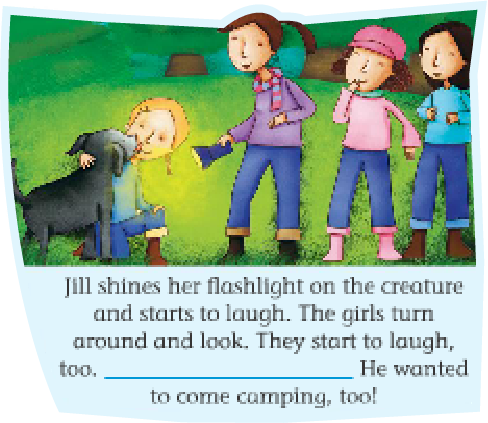 Jill shines her flashlight on the creature
and starts to laugh. The girls turn
around and look. They start to laugh,
too. ____________________ He wanted
to come camping, too!